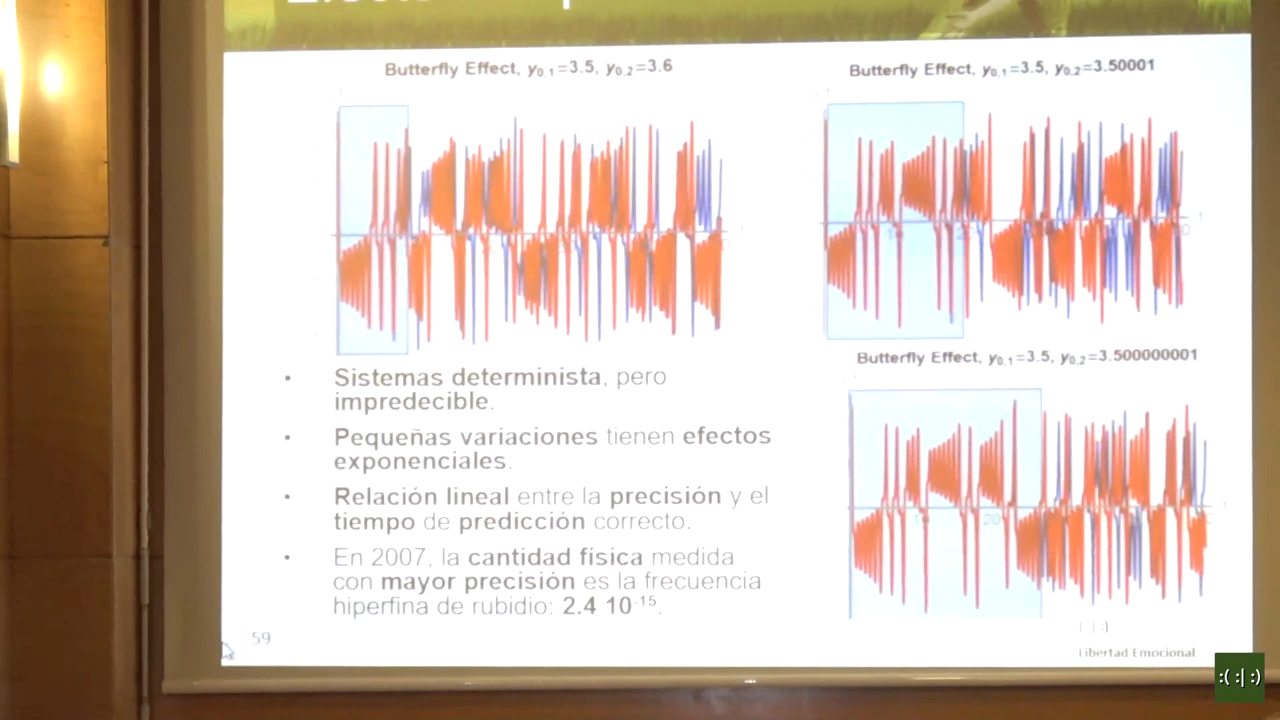 Butterfly Effect, y0,1=3.5, y0,2=3.6
Butterfly Effect, y0,1=3.5, y0,2=3.50001
Butterfly Effect, y0,1=3.5, y0,2=3.500000001
• Sistemas determinista, pero
impredecible.
• Pequeñas variaciones tienen efectos
exponenciales.
• Relación lineal entre la precisión y el
tiempo de predicción correcto.
• En 2007, la cantidad física medida
con mayor precisión es la frecuencia
hiperfina de rubidio: 2.4 10-15.
59
Libertad Emocional
:( :| :)